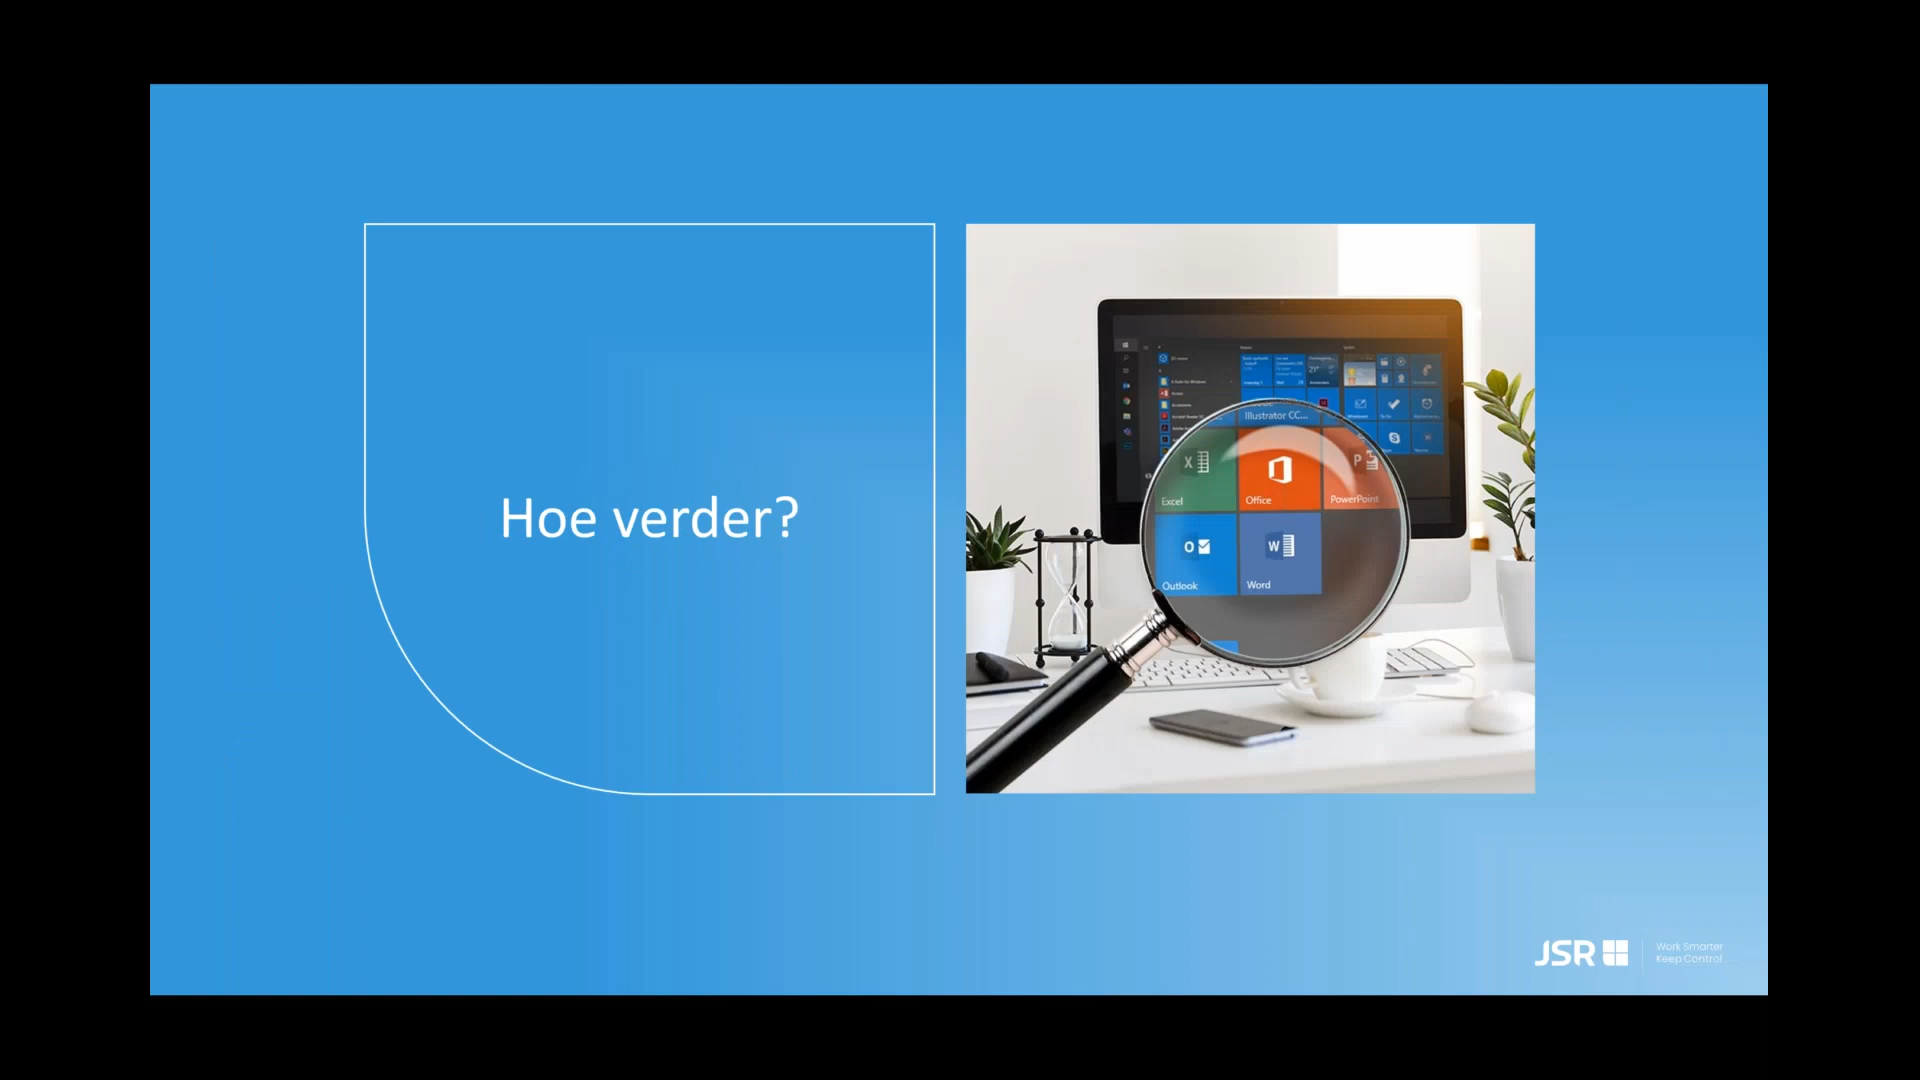 Hoe verder?
Illustrator CC...
Excel
Office
PowerPoint
Outlook
Word
JSR
Work Smarter
Keep Control